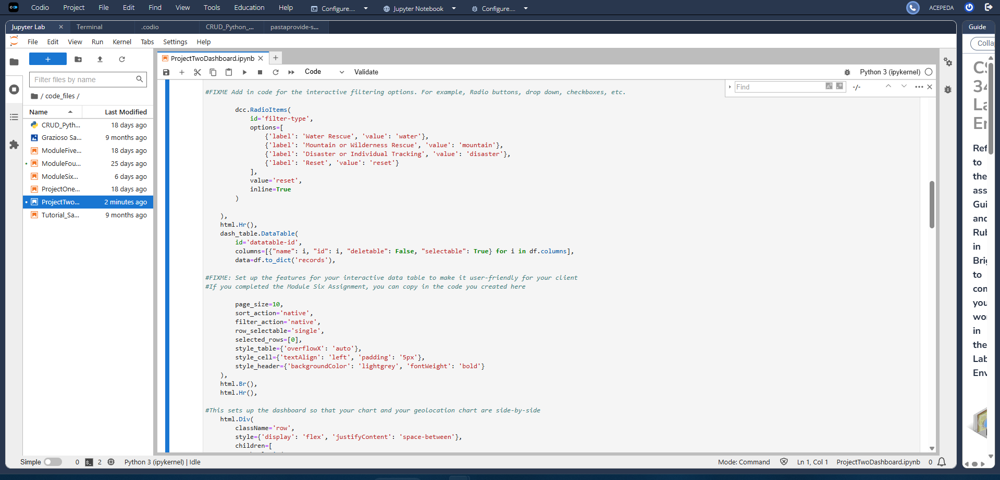 Codio Project File Edit Find View Tools Education Help Configure.... Jupyter Notebook Configure.... ACEPEDA
Jupyter Lab Terminal .codio CRUD_Python_... pastaprovide-s... Guide
File Edit View Run Kernel Tabs Settings Help
ProjectTwoDashboard.ipynb
Code Validate Python 3 (ipykernel)
Filter files by name
/ code_files /
Name Last Modified
CRUD_Pyth... 18 days ago
Grazioso Sa... 9 months ago
ModuleFive... 18 days ago
ModuleFou... 25 days ago
ModuleSix... 6 days ago
ProjectOne... 18 days ago
ProjectTwo... 2 minutes ago
Tutorial_Sa... 9 months ago
Find -/-
#FIXME Add in code for the interactive filtering options. For example, Radio buttons, drop down, checkboxes, etc.
dcc.RadioItems(
id='filter-type',
options=[
{'label': 'Water Rescue', 'value': 'water'},
{'label': 'Mountain or Wilderness Rescue', 'value': 'mountain'},
{'label': 'Disaster or Individual Tracking', 'value': 'disaster'},
{'label': 'Reset', 'value': 'reset'}
],
value='reset',
inline=True
)
),
html.Hr(),
dash_table.DataTable(
id='datatable-id',
columns=[{"name": i, "id": i, "deletable": False, "selectable": True} for i in df.columns],
data=df.to_dict('records'),
#FIXME: Set up the features for your interactive data table to make it user-friendly for your client
#If you completed the Module Six Assignment, you can copy in the code you created here
page_size=10,
sort_action='native',
filter_action='native',
row_selectable='single',
selected_rows=[0],
style_table={'overflowX': 'auto'},
style_cell={'textAlign': 'left', 'padding': '5px'},
style_header={'backgroundColor': 'lightgrey', 'fontWeight': 'bold'}
),
html.Br(),
html.Hr(),
#This sets up the dashboard so that your chart and your geolocation chart are side-by-side
html.Div(
className='row',
style={'display': 'flex', 'justifyContent': 'space-between'},
children=[
Simple 0 2 Python 3 (ipykernel) | Idle Mode: Command Ln 1, Col 1 ProjectTwoDashboard.ipynb 0
Colla
CS
34
La
En
Ref
to
the
ass
Gui
and
Rub
in
Brig
to
com
you
wo
in
the
Lab
Env